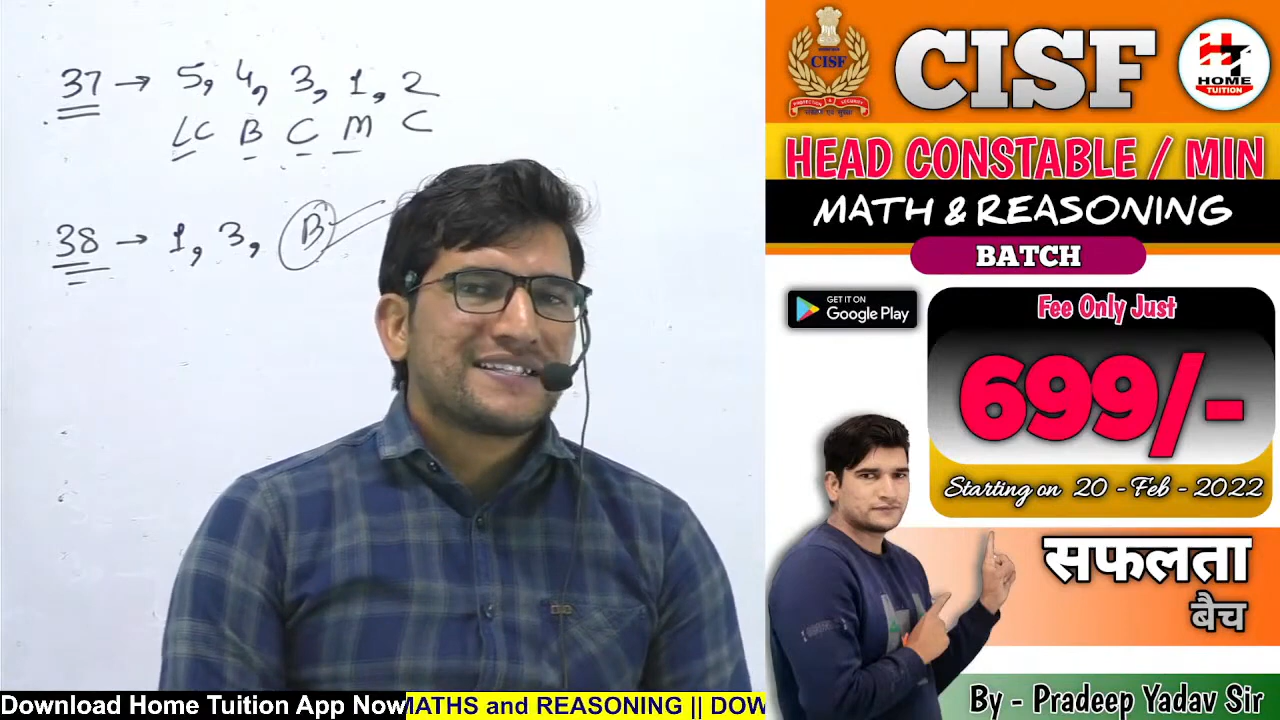 37 → 5, 4, 3, 1, 2
LC B C M C
38 → 1, 3, B
CISF
CISF
HT
HOME
TUITION
HEAD CONSTABLE / MIN
MATH & REASONING
BATCH
GET IT ON
Google Play
Fee Only Just
699/-
Starting on 20 - Feb - 2022
सफलता
बैच
By - Pradeep Yadav Sir
Download Home Tuition App Now MATHS and REASONING || DOW